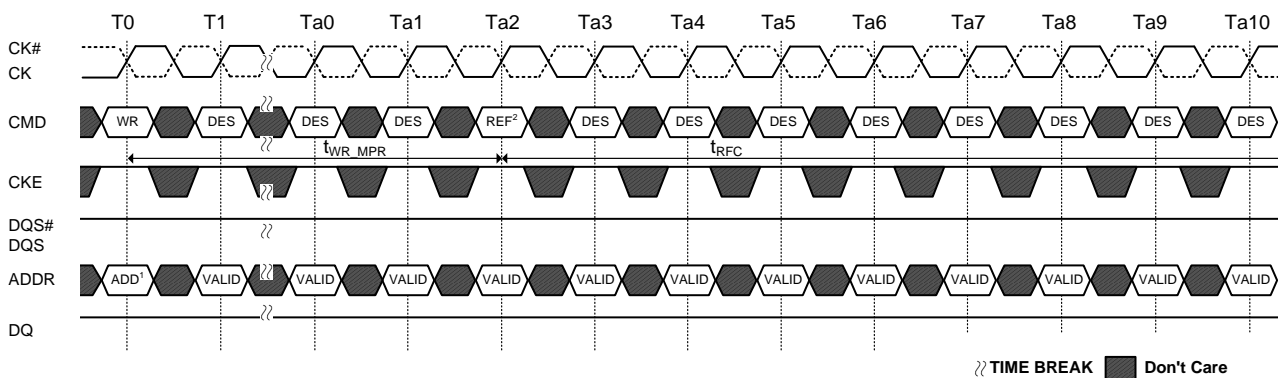 T0 T1 Ta0 Ta1 Ta2 Ta3 Ta4 Ta5 Ta6 Ta7 Ta8 Ta9 Ta10
CK#
CK
CMD WR DES DES DES REF² DES DES DES DES DES DES DES DES
tWR_MPR tRFC
CKE
DQS#
DQS
ADDR ADD¹ VALID VALID VALID VALID VALID VALID VALID VALID VALID VALID VALID VALID
DQ
TIME BREAK Don't Care